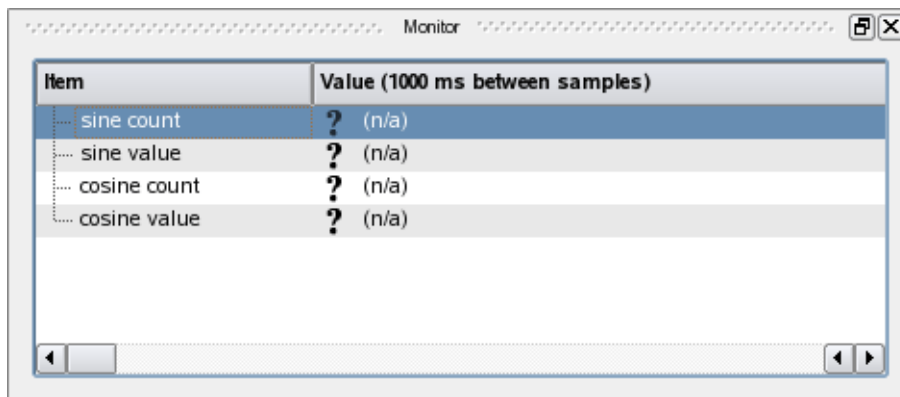 Monitor
Item Value (1000 ms between samples)
sine count ? (n/a)
sine value ? (n/a)
cosine count ? (n/a)
cosine value ? (n/a)